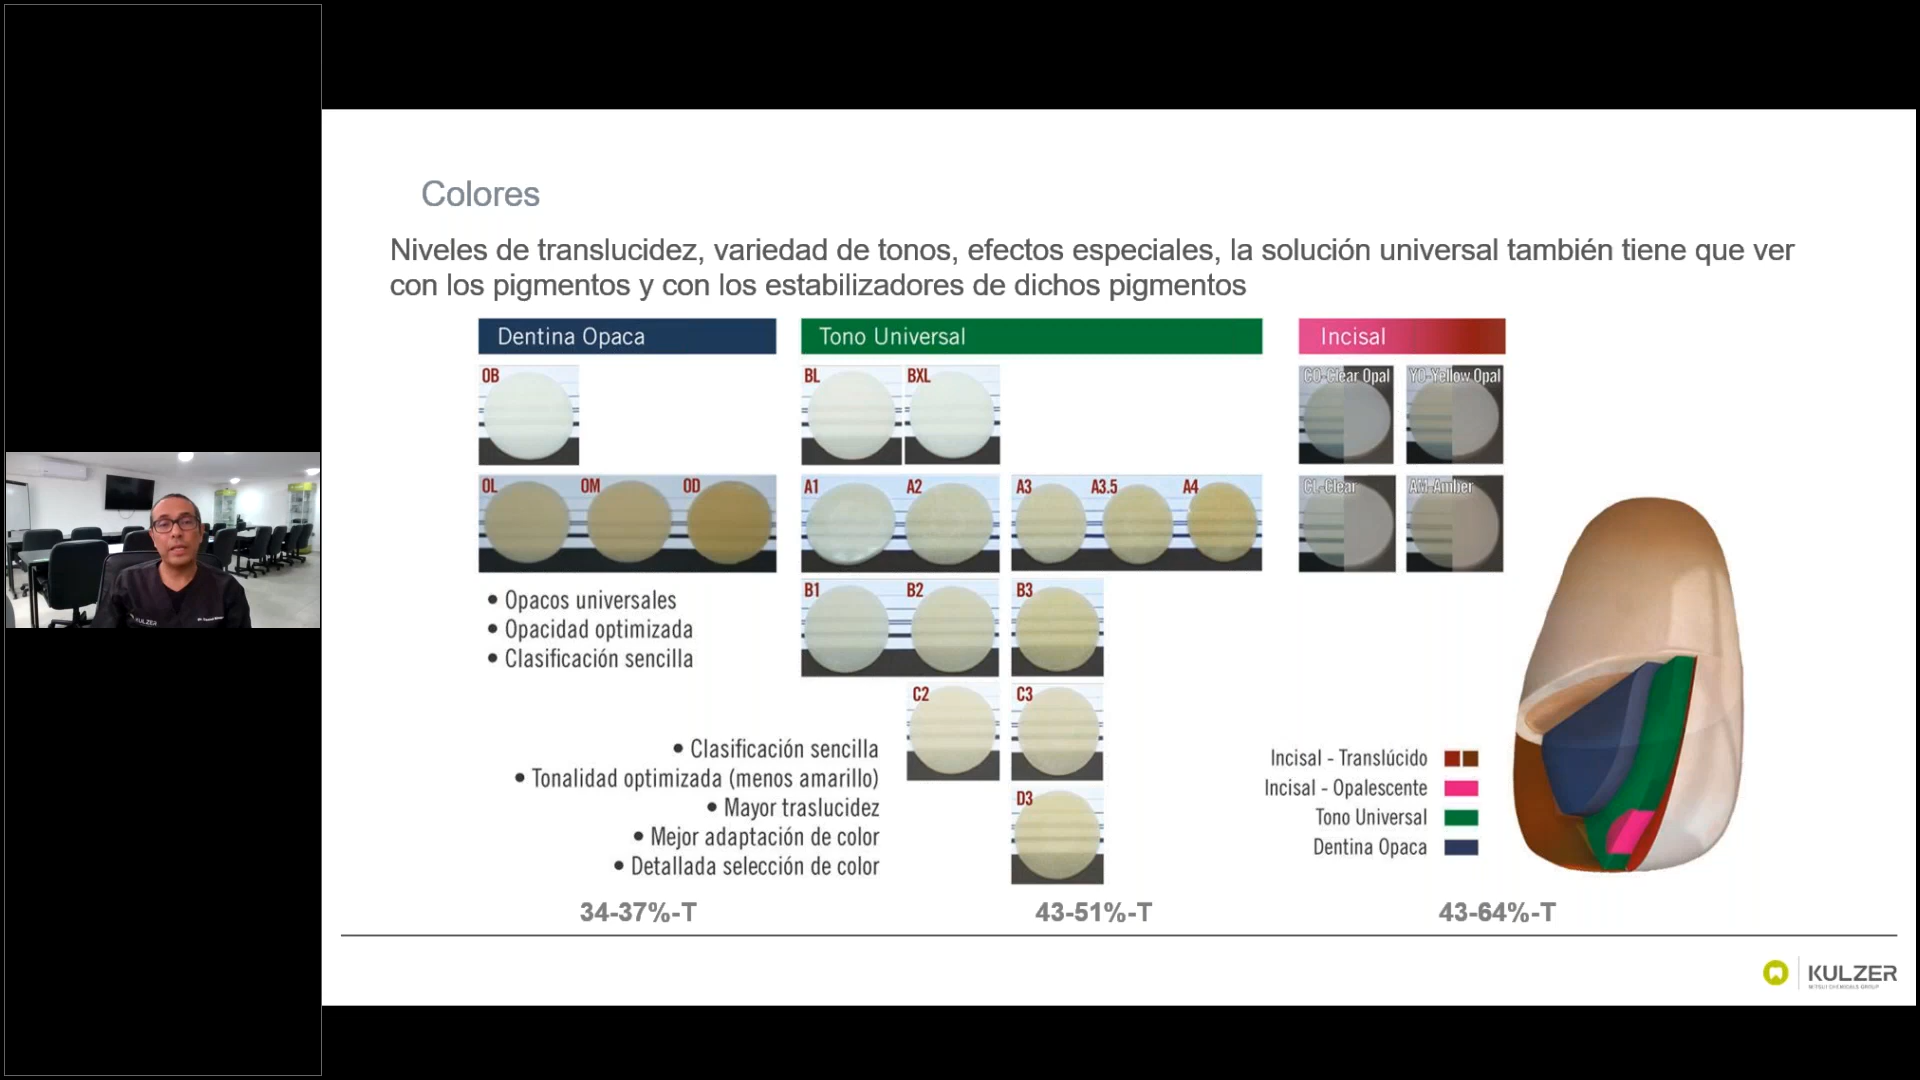 Colores
Niveles de translucidez, variedad de tonos, efectos especiales, la solución universal también tiene que ver
con los pigmentos y con los estabilizadores de dichos pigmentos
Dentina Opaca
OB
OL OM OD
• Opacos universales
• Opacidad optimizada
• Clasificación sencilla
Tono Universal
BL BXL
A1 A2 A3 A3.5 A4
B1 B2 B3
C2 C3
D3
• Clasificación sencilla
• Tonalidad optimizada (menos amarillo)
• Mayor traslucidez
• Mejor adaptación de color
• Detallada selección de color
Incisal
CO-Clear Opal YO-Yellow Opal
CL-Clear AM-Amber
Incisal - Translúcido
Incisal - Opalescente
Tono Universal
Dentina Opaca
34-37%-T 43-51%-T 43-64%-T
KULZER
MITSUI CHEMICALS GROUP
KULZER